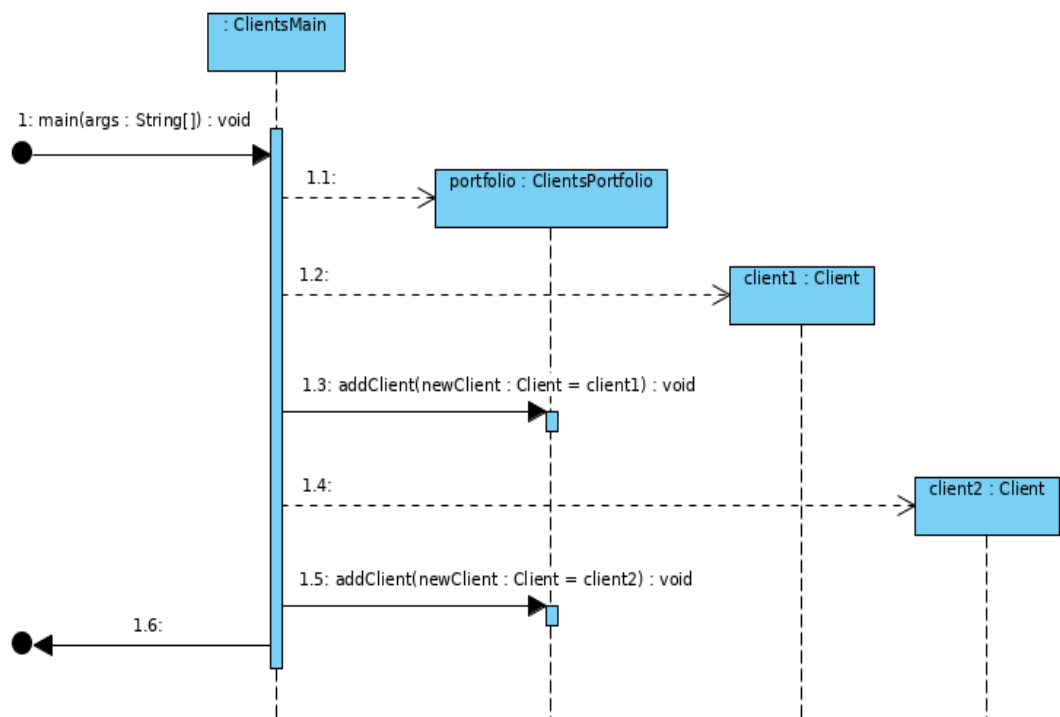 : ClientsMain
1: main(args : String[]) : void
1.1:
portfolio : ClientsPortfolio
1.2:
client1 : Client
1.3: addClient(newClient : Client = client1) : void
1.4:
client2 : Client
1.5: addClient(newClient : Client = client2) : void
1.6: